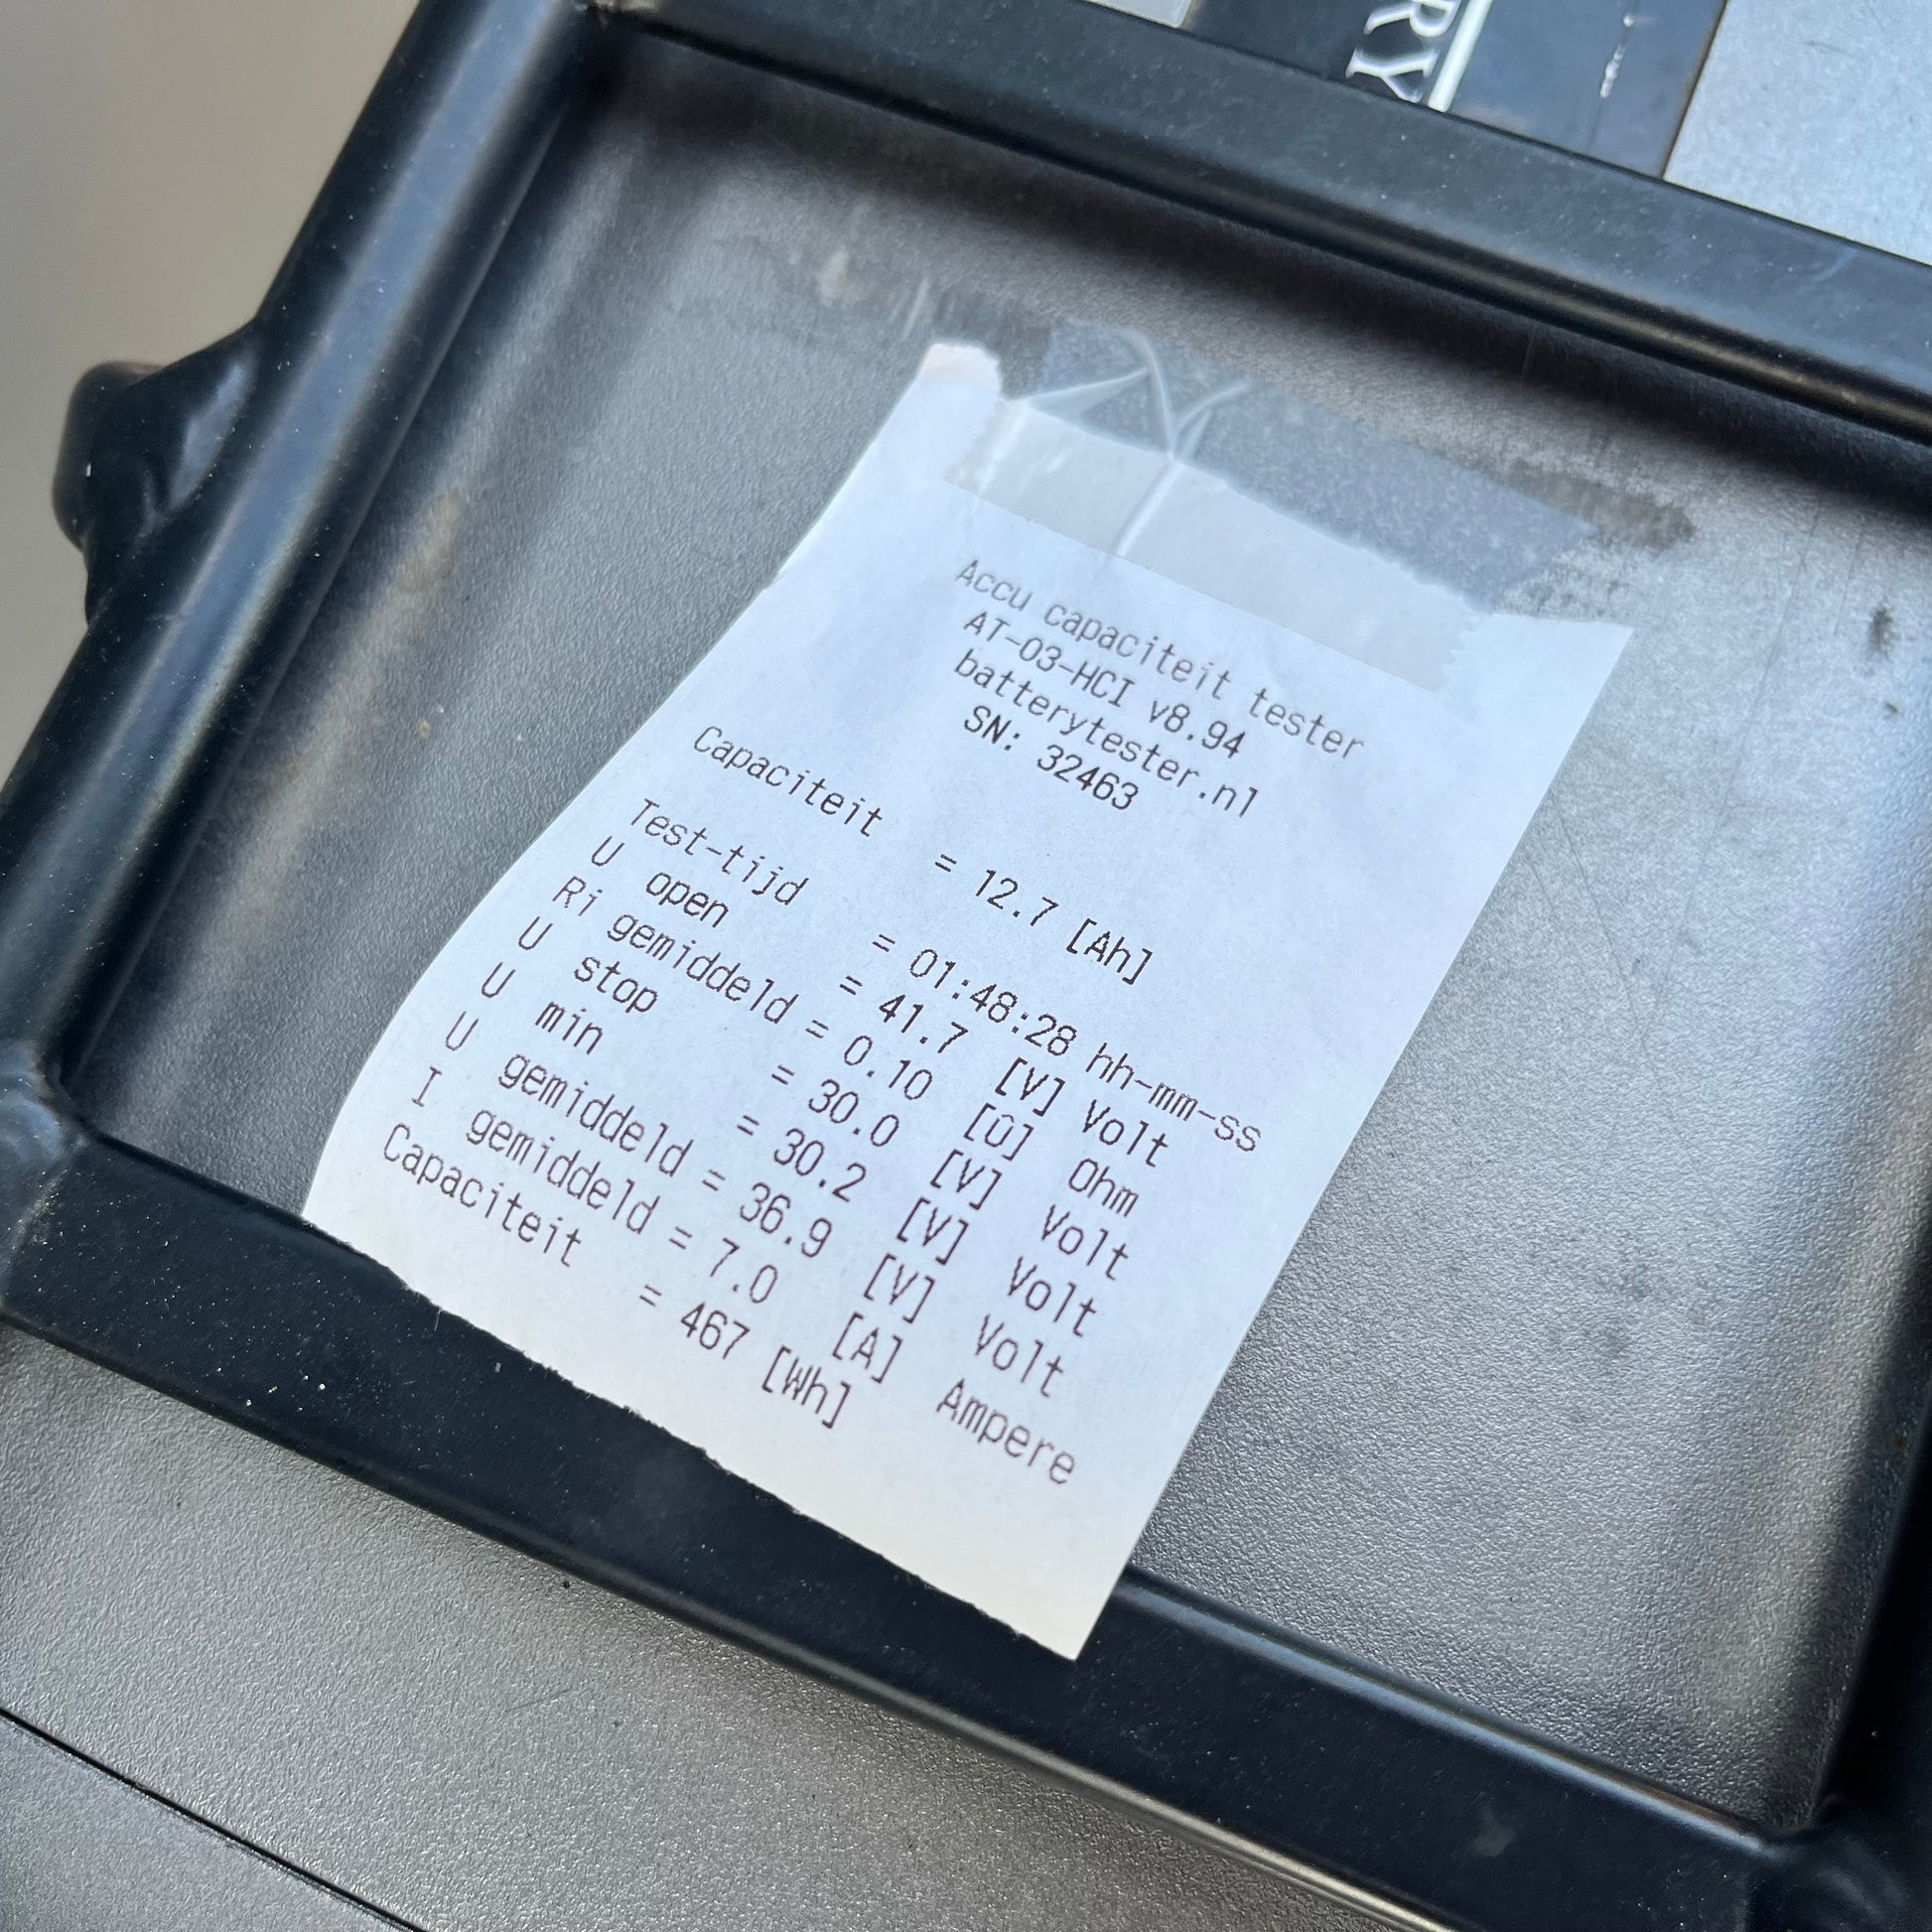 RY
Accu capaciteit tester
AT-03-HCI v8.94
batterytester.nl
SN: 32463
Capaciteit = 12.7 [Ah]
Test-tijd = 01:48:28 hh-mm-ss
U open = 41.7 [V] Volt
Ri gemiddeld = 0.10 [Û] Ohm
U stop = 30.0 [V] Volt
U min = 30.2 [V] Volt
U gemiddeld = 36.9 [V] Volt
I gemiddeld = 7.0 [A] Ampere
Capaciteit = 467 [Wh]